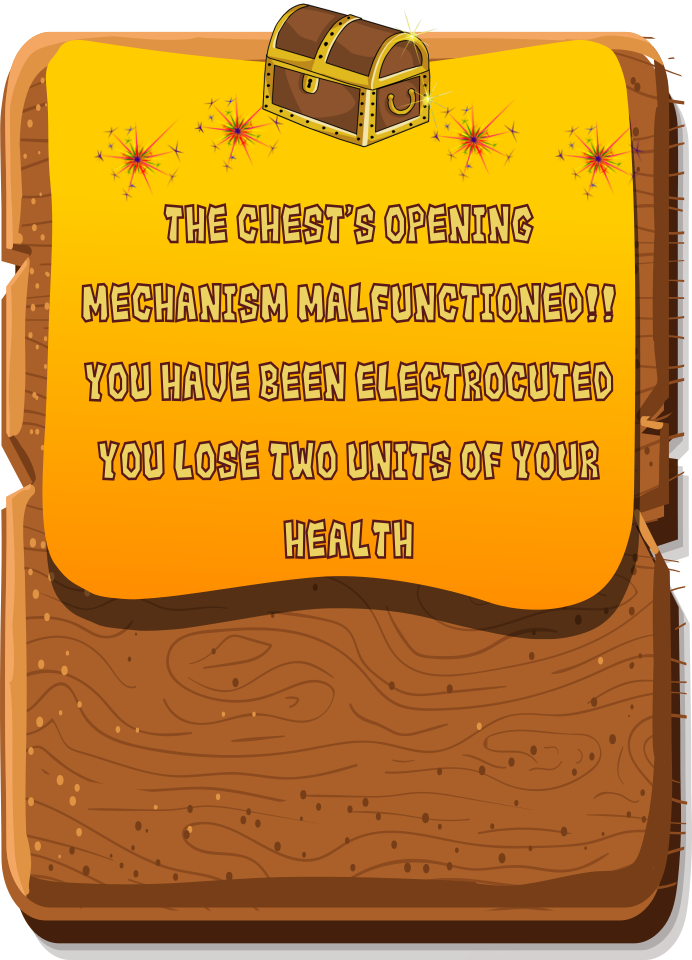 THE CHEST'S OPENING
MECHANISM MALFUNCTIONED!!
YOU HAVE BEEN ELECTROCUTED
YOU LOSE TWO UNITS OF YOUR
HEALTH